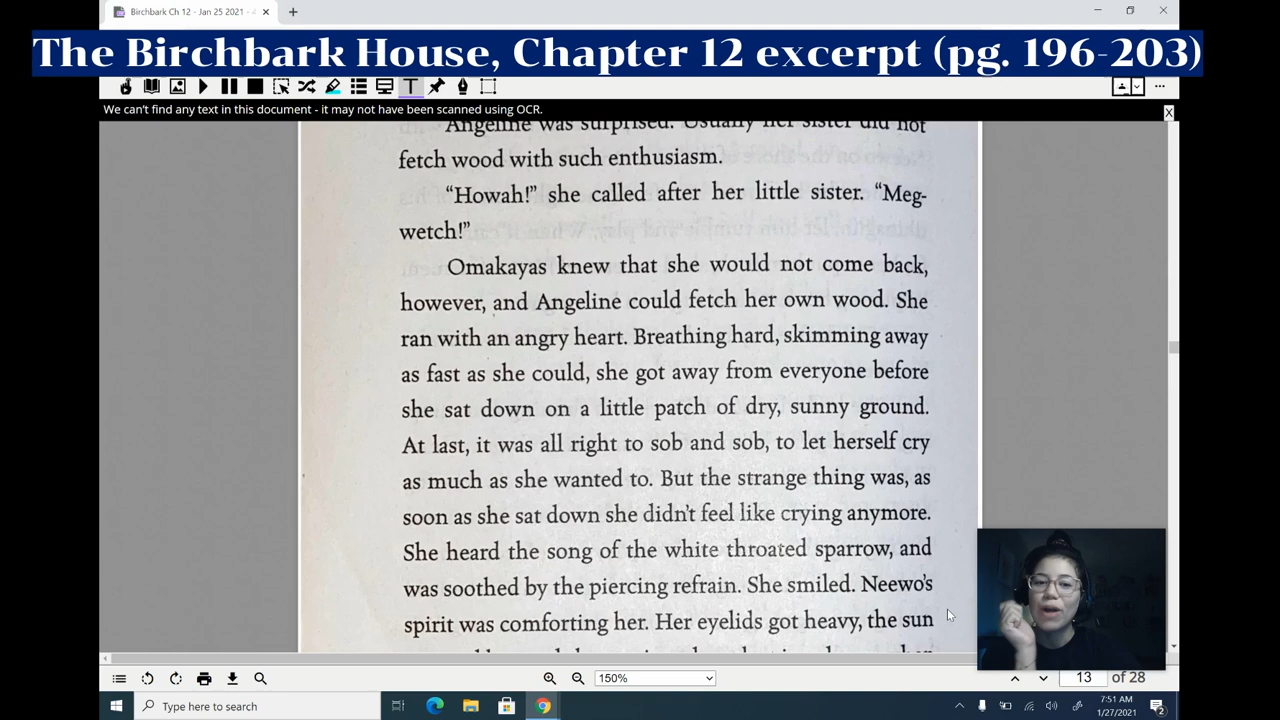 Birchbark Ch 12 - Jan 25 2021 -
The Birchbark House, Chapter 12 excerpt (pg. 196-203)
We can't find any text in this document - it may not have been scanned using OCR.
X
Angeline was surprised. Usually her sister did not
fetch wood with such enthusiasm.
“Howah!” she called after her little sister. “Meg-
wetch!”
Omakayas knew that she would not come back,
however, and Angeline could fetch her own wood. She
ran with an angry heart. Breathing hard, skimming away
as fast as she could, she got away from everyone before
she sat down on a little patch of dry, sunny ground.
At last, it was all right to sob and sob, to let herself cry
as much as she wanted to. But the strange thing was, as
soon as she sat down she didn’t feel like crying anymore.
She heard the song of the white throated sparrow, and
was soothed by the piercing refrain. She smiled. Neewo’s
spirit was comforting her. Her eyelids got heavy, the sun
150%
13 of 28
Type here to search
7:51 AM
1/27/2021
2